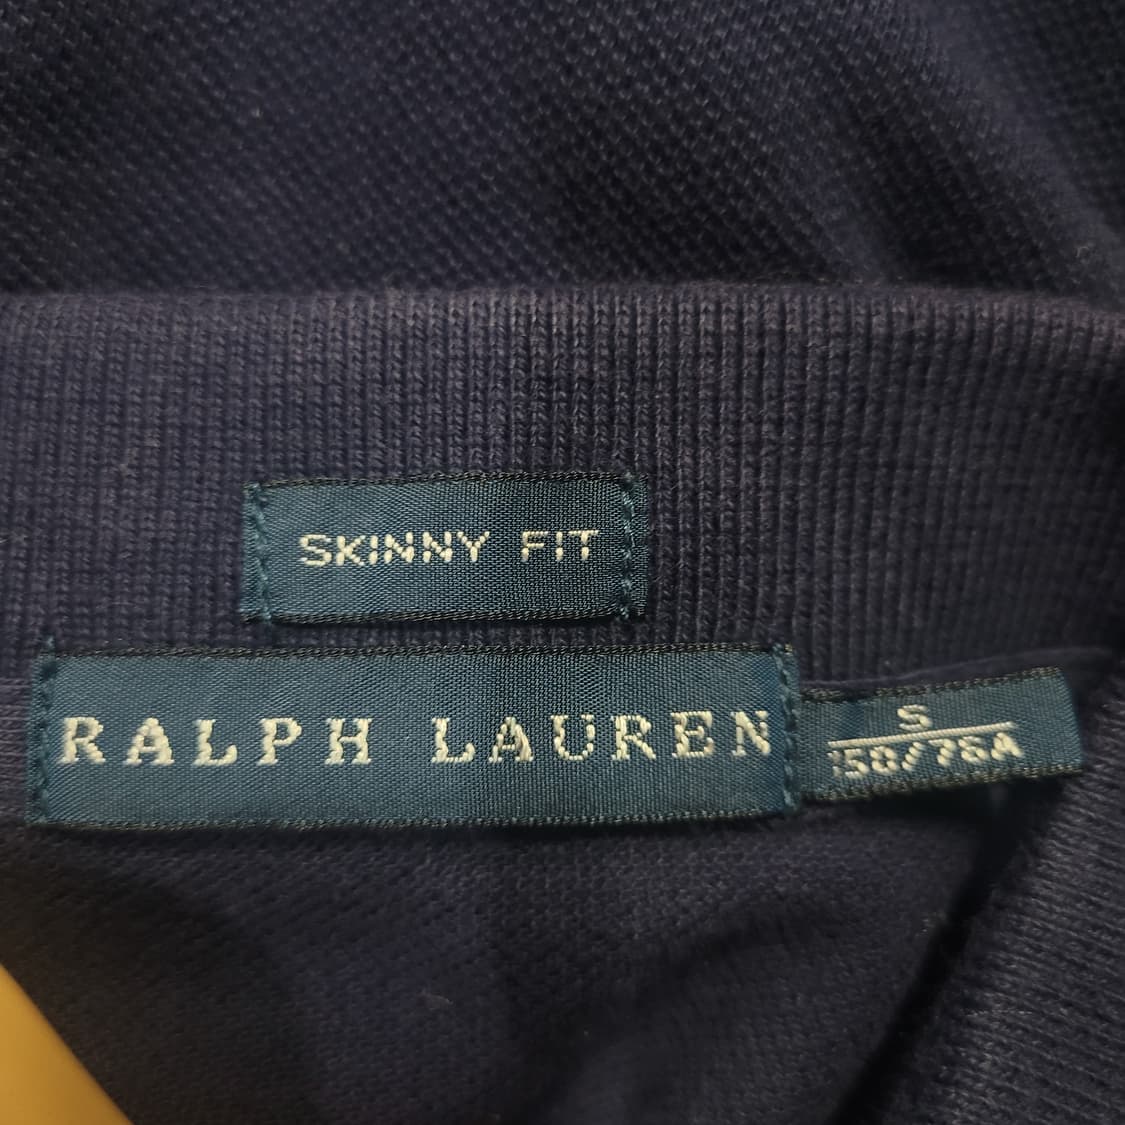 SKINNY FIT
RALPH LAUREN
S
158/76A